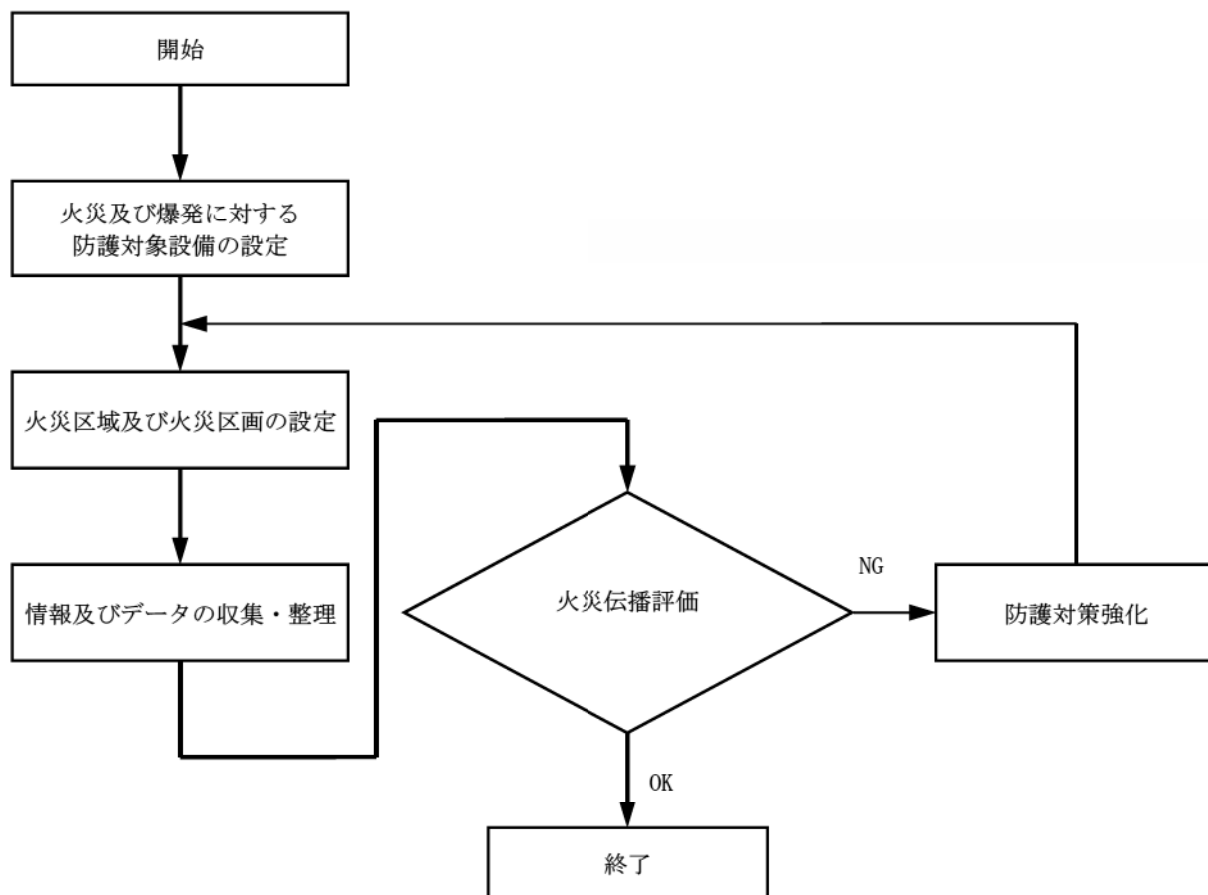 開始
火災及び爆発に対する
防護対象設備の設定
火災区域及び火災区画の設定
情報及びデータの収集・整理
火災伝播評価
NG
防護対策強化
OK
終了